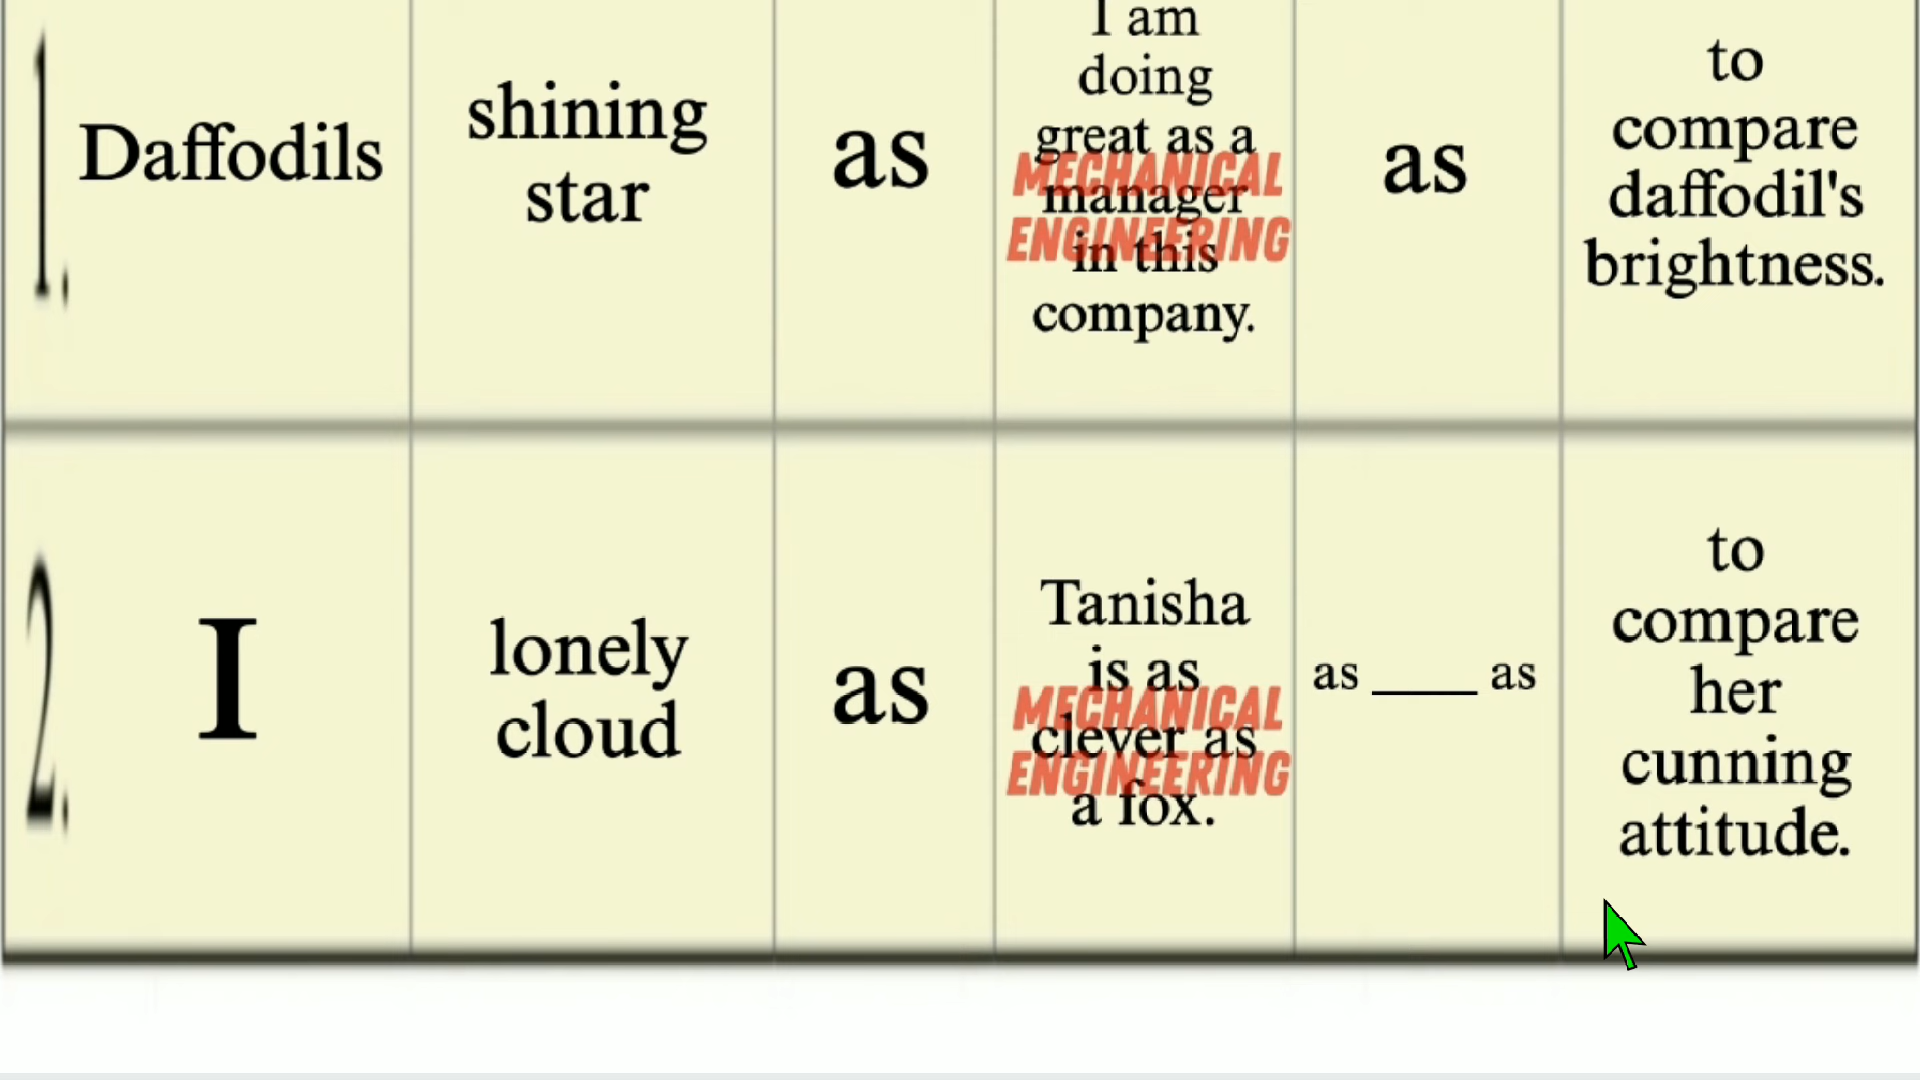 1.
Daffodils
shining
star
as
I am
doing
great as a
manager
in this
company.
MECHANICAL
ENGINEERING
as
to
compare
daffodil's
brightness.
2.
I
lonely
cloud
as
Tanisha
is as
clever as
a fox.
MECHANICAL
ENGINEERING
as ____ as
to
compare
her
cunning
attitude.